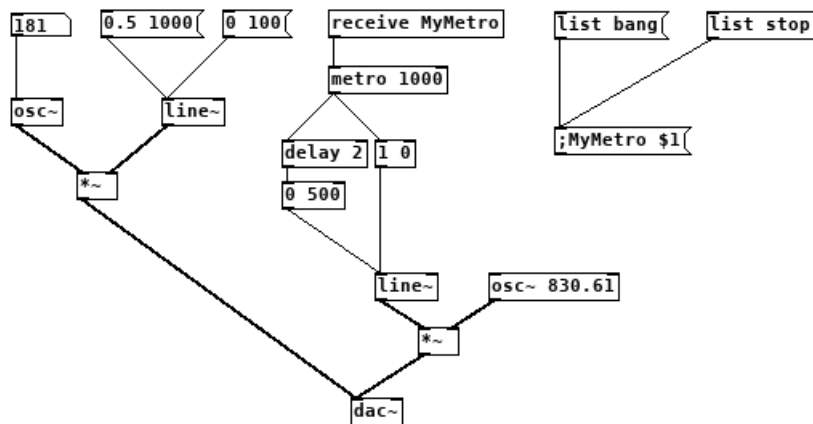 181
0.5 1000
0 100
receive MyMetro
list bang
list stop
metro 1000
osc~
line~
delay 2
1 0
;MyMetro $1
*~
0 500
line~
osc~ 830.61
*~
dac~